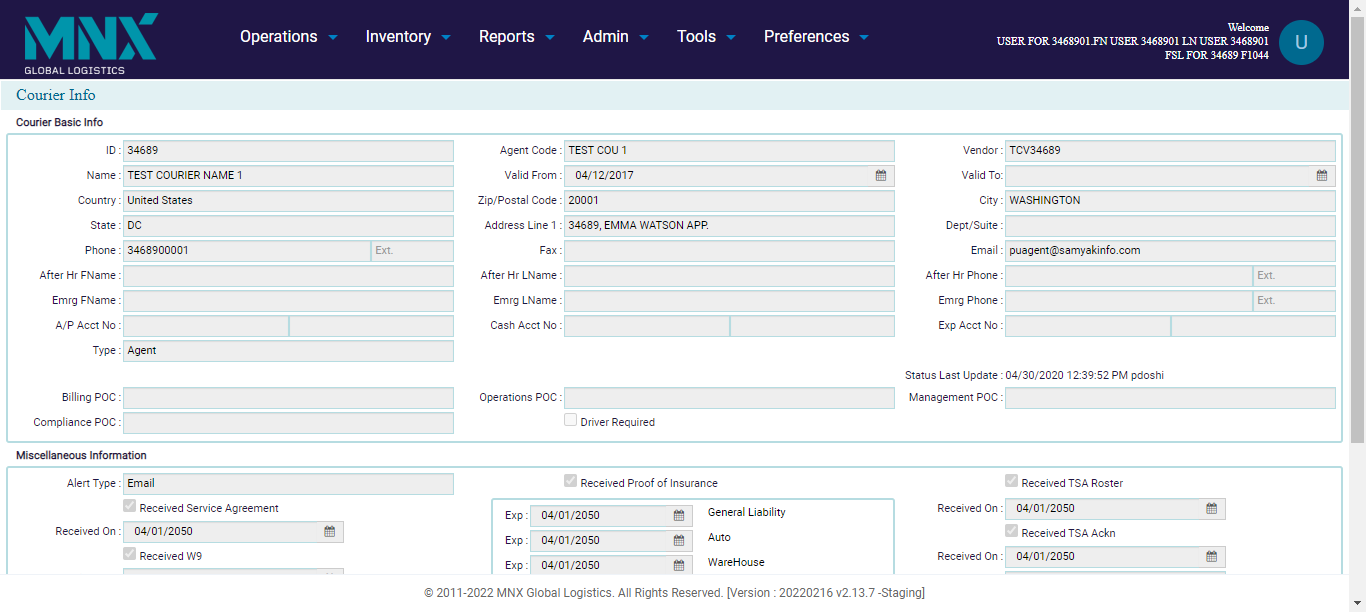 MNX
GLOBAL LOGISTICS
Operations Inventory Reports Admin Tools Preferences
Welcome
USER FOR 3468901.FN USER 3468901 LN USER 3468901
FSL FOR 34689 F1044
U
Courier Info
Courier Basic Info
ID : 34689 Agent Code : TEST COU 1 Vendor : TCV34689
Name : TEST COURIER NAME 1 Valid From : 04/12/2017 Valid To:
Country : United States Zip/Postal Code : 20001 City : WASHINGTON
State : DC Address Line 1 : 34689, EMMA WATSON APP. Dept/Suite :
Phone : 3468900001 Ext. Fax : Email : puagent@samyakinfo.com
After Hr FName : After Hr LName : After Hr Phone : Ext.
Emrg FName : Emrg LName : Emrg Phone : Ext.
A/P Acct No : Cash Acct No : Exp Acct No :
Type : Agent
Status Last Update : 04/30/2020 12:39:52 PM pdoshi
Billing POC : Operations POC : Management POC :
Compliance POC : Driver Required
Miscellaneous Information
Alert Type : Email Received Proof of Insurance Received TSA Roster
Received Service Agreement Exp : 04/01/2050 General Liability Received On : 04/01/2050
Received On : 04/01/2050 Exp : 04/01/2050 Auto Received TSA Ackn
Received W9 Exp : 04/01/2050 WareHouse Received On : 04/01/2050
© 2011-2022 MNX Global Logistics. All Rights Reserved. [Version : 20220216 v2.13.7 -Staging]